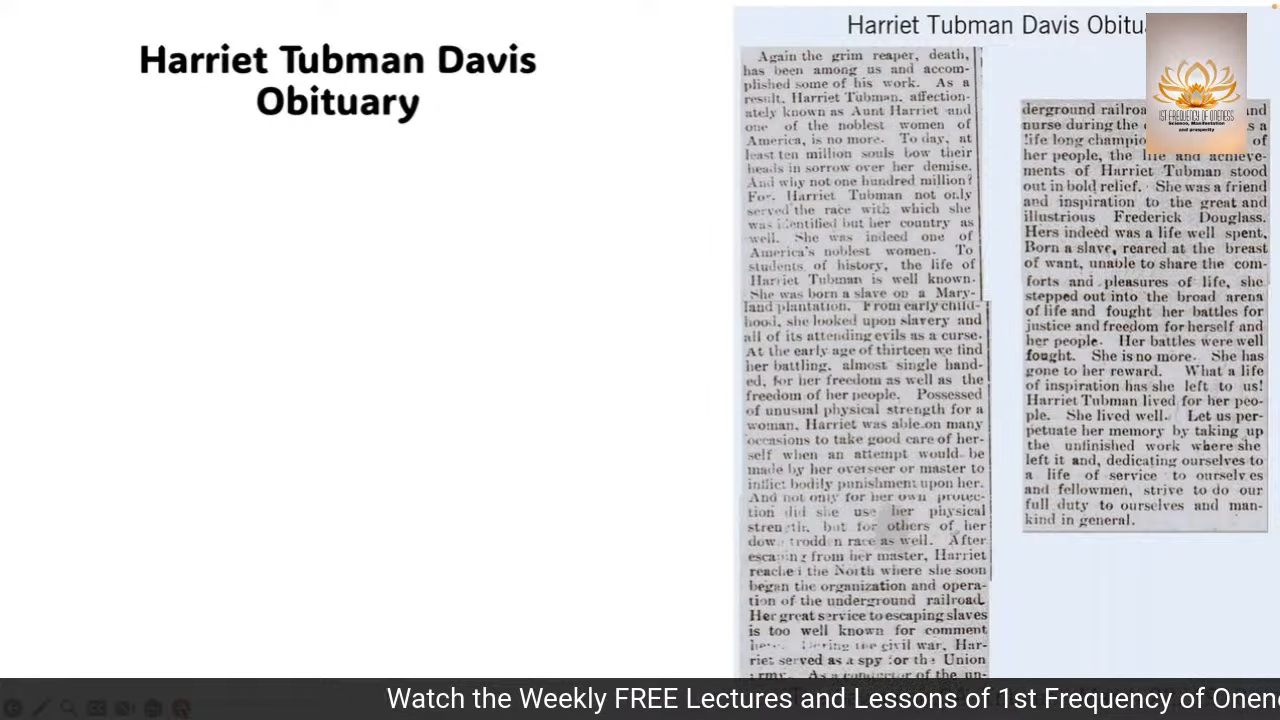 Harriet Tubman Davis
Obituary
Harriet Tubman Davis Obitu
Again the grim reaper, death,
has been among us and accom-
plished some of his work. As a
result, Harriet Tubman, affection-
ately known as Aunt Harriet and
one of the noblest women of
America, is no more. To day, at
least ten million souls bow their
heads in sorrow over her demise.
And why not one hundred million?
For, Harriet Tubman not only
served the race with which she
was identified but her country as
well. She was indeed one of
America's noblest women. To
students of history, the life of
Harriet Tubman is well known.
She was born a slave on a Mary-
land plantation. From early child-
hood, she looked upon slavery and
all of its attending evils as a curse.
At the early age of thirteen we find
her battling, almost single hand-
ed, for her freedom as well as the
freedom of her people. Possessed
of unusual physical strength for a
woman, Harriet was able on many
occasions to take good care of her-
self when an attempt would be
made by her overseer or master to
inflict bodily punishment upon her.
And not only for her own protec-
tion did she use her physical
strength, but for others of her
down trodden race as well. After
escaping from her master, Harriet
reached the North where she soon
began the organization and opera-
tion of the underground railroad.
Her great service to escaping slaves
is too well known for comment
here. During the civil war, Har-
riet served as a spy for the Union
army. As a conductor of the un-
derground railroa and
nurse during the s a
life long champio of
her people, the life and achieve-
ments of Harriet Tubman stood
out in bold relief. She was a friend
and inspiration to the great and
illustrious Frederick Douglass.
Hers indeed was a life well spent.
Born a slave, reared at the breast
of want, unable to share the com-
forts and pleasures of life, she
stepped out into the broad arena
of life and fought her battles for
justice and freedom for herself and
her people. Her battles were well
fought. She is no more. She has
gone to her reward. What a life
of inspiration has she left to us!
Harriet Tubman lived for her peo-
ple. She lived well. Let us per-
petuate her memory by taking up
the unfinished work where she
left it and, dedicating ourselves to
a life of service to ourselves
and fellowmen, strive to do our
full duty to ourselves and man-
kind in general.
1ST FREQUENCY OF ONENESS
Science, Manifestation
and prosperity
Watch the Weekly FREE Lectures and Lessons of 1st Frequency of Onen